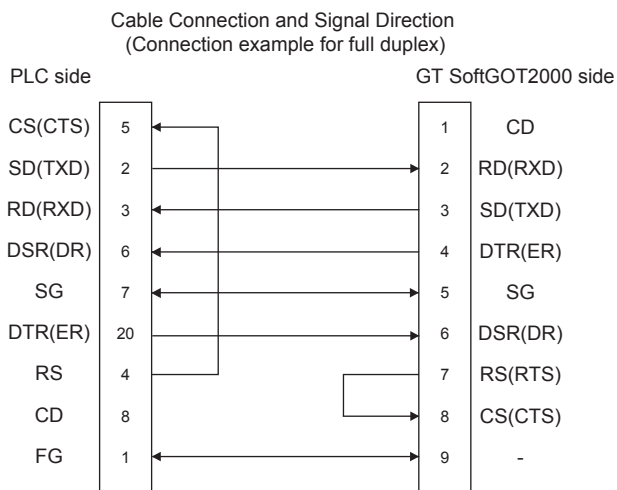 Cable Connection and Signal Direction
(Connection example for full duplex)
PLC side GT SoftGOT2000 side
CS(CTS) 5 1 CD
SD(TXD) 2 2 RD(RXD)
RD(RXD) 3 3 SD(TXD)
DSR(DR) 6 4 DTR(ER)
SG 7 5 SG
DTR(ER) 20 6 DSR(DR)
RS 4 7 RS(RTS)
CD 8 8 CS(CTS)
FG 1 9 -